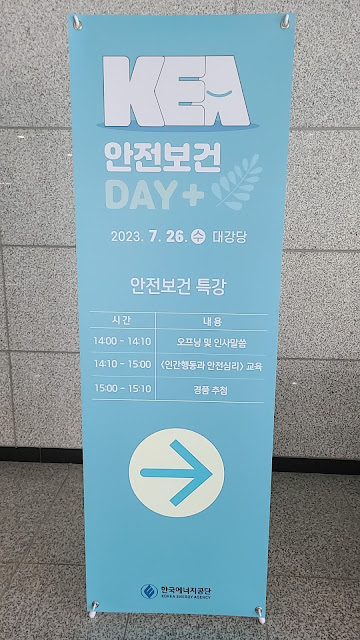 KEA
안전보건
DAY +
2023. 7. 26. 수 대강당
안전보건 특강
시 간 내 용
14:00 - 14:10 오프닝 및 인사말씀
14:10 - 15:00 <인간행동과 안전심리> 교육
15:00 - 15:10 경품 추첨
한국에너지공단
KOREA ENERGY AGENCY